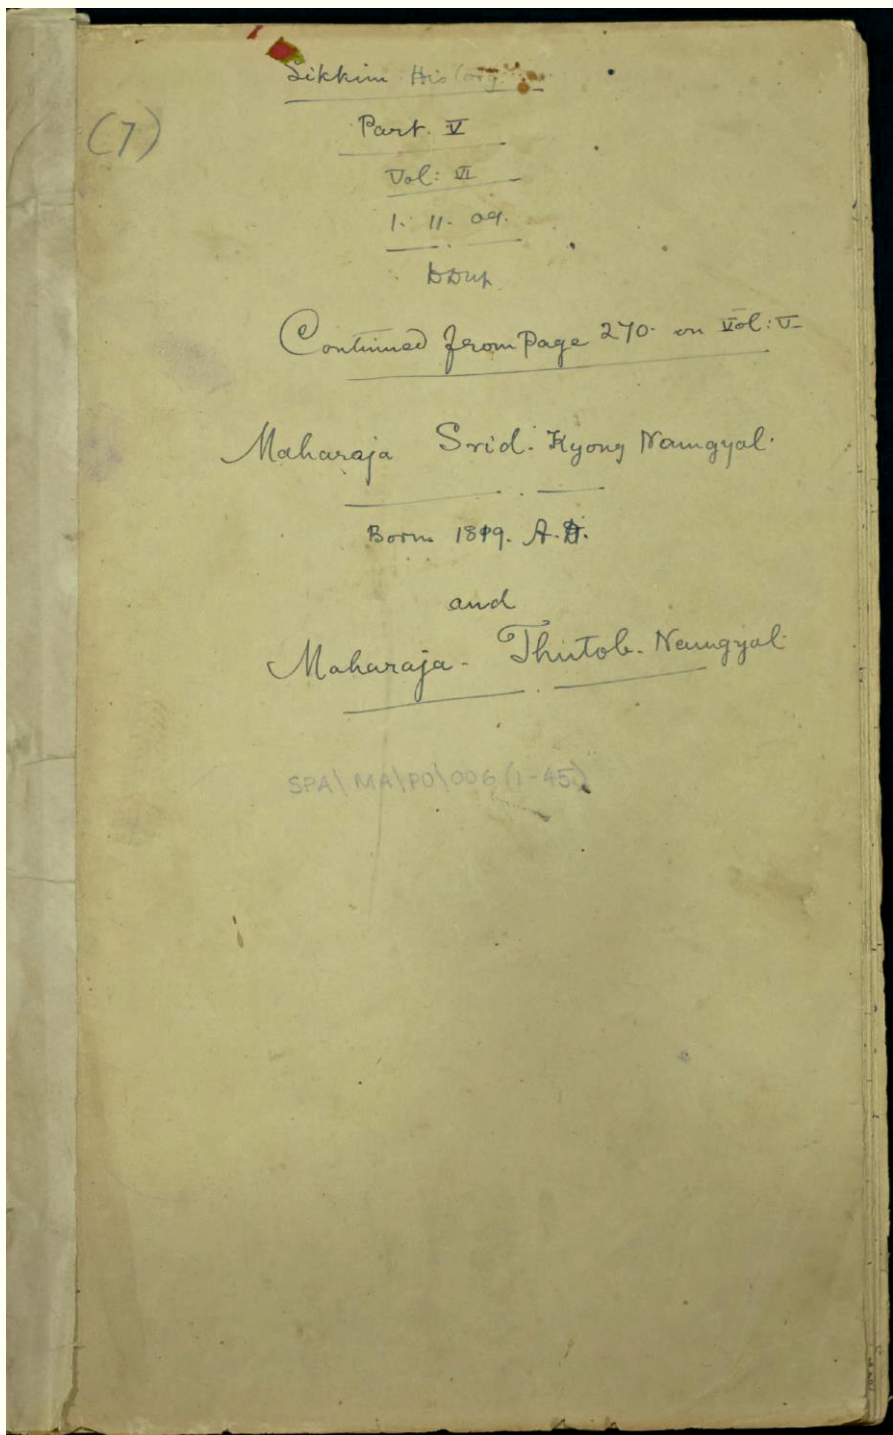 Sikkim History
(7)
Part. V
Vol: VI
1. 11. 09.
Continued from Page 270. on Vol: V
Maharaja Srid. Kyong Namgyal.
Born 1819. A.D.
and
Maharaja. Thutob. Namgyal
SPA\MA\PO\006 (1-45)